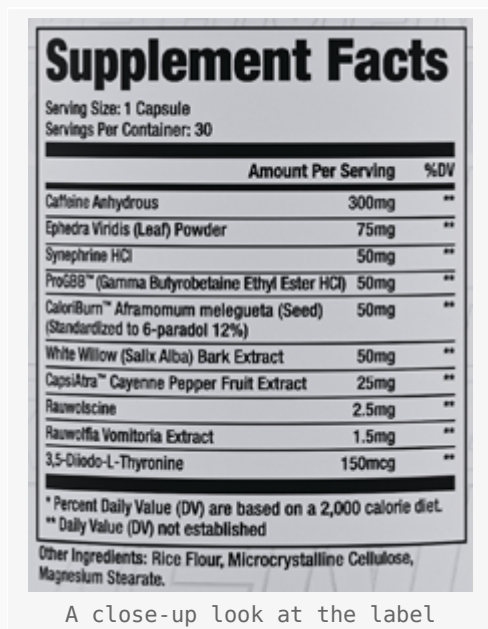 Supplement Facts
Serving Size: 1 Capsule
Servings Per Container: 30
Amount Per Serving %DV
Caffeine Anhydrous 300mg **
Ephedra Viridis (Leaf) Powder 75mg **
Synephrine HCl 50mg **
ProGBB™ (Gamma Butyrobetaine Ethyl Ester HCl) 50mg **
CaloriBurn™ Aframomum melegueta (Seed) 50mg **
(Standardized to 6-paradol 12%)
White Willow (Salix Alba) Bark Extract 50mg **
CapsiAtra™ Cayenne Pepper Fruit Extract 25mg **
Rauwolscine 2.5mg **
Rauwolfia Vomitoria Extract 1.5mg **
3,5-Diiodo-L-Thyronine 150mcg **
* Percent Daily Value (DV) are based on a 2,000 calorie diet.
** Daily Value (DV) not established
Other Ingredients: Rice Flour, Microcrystalline Cellulose,
Magnesium Stearate.
A close-up look at the label